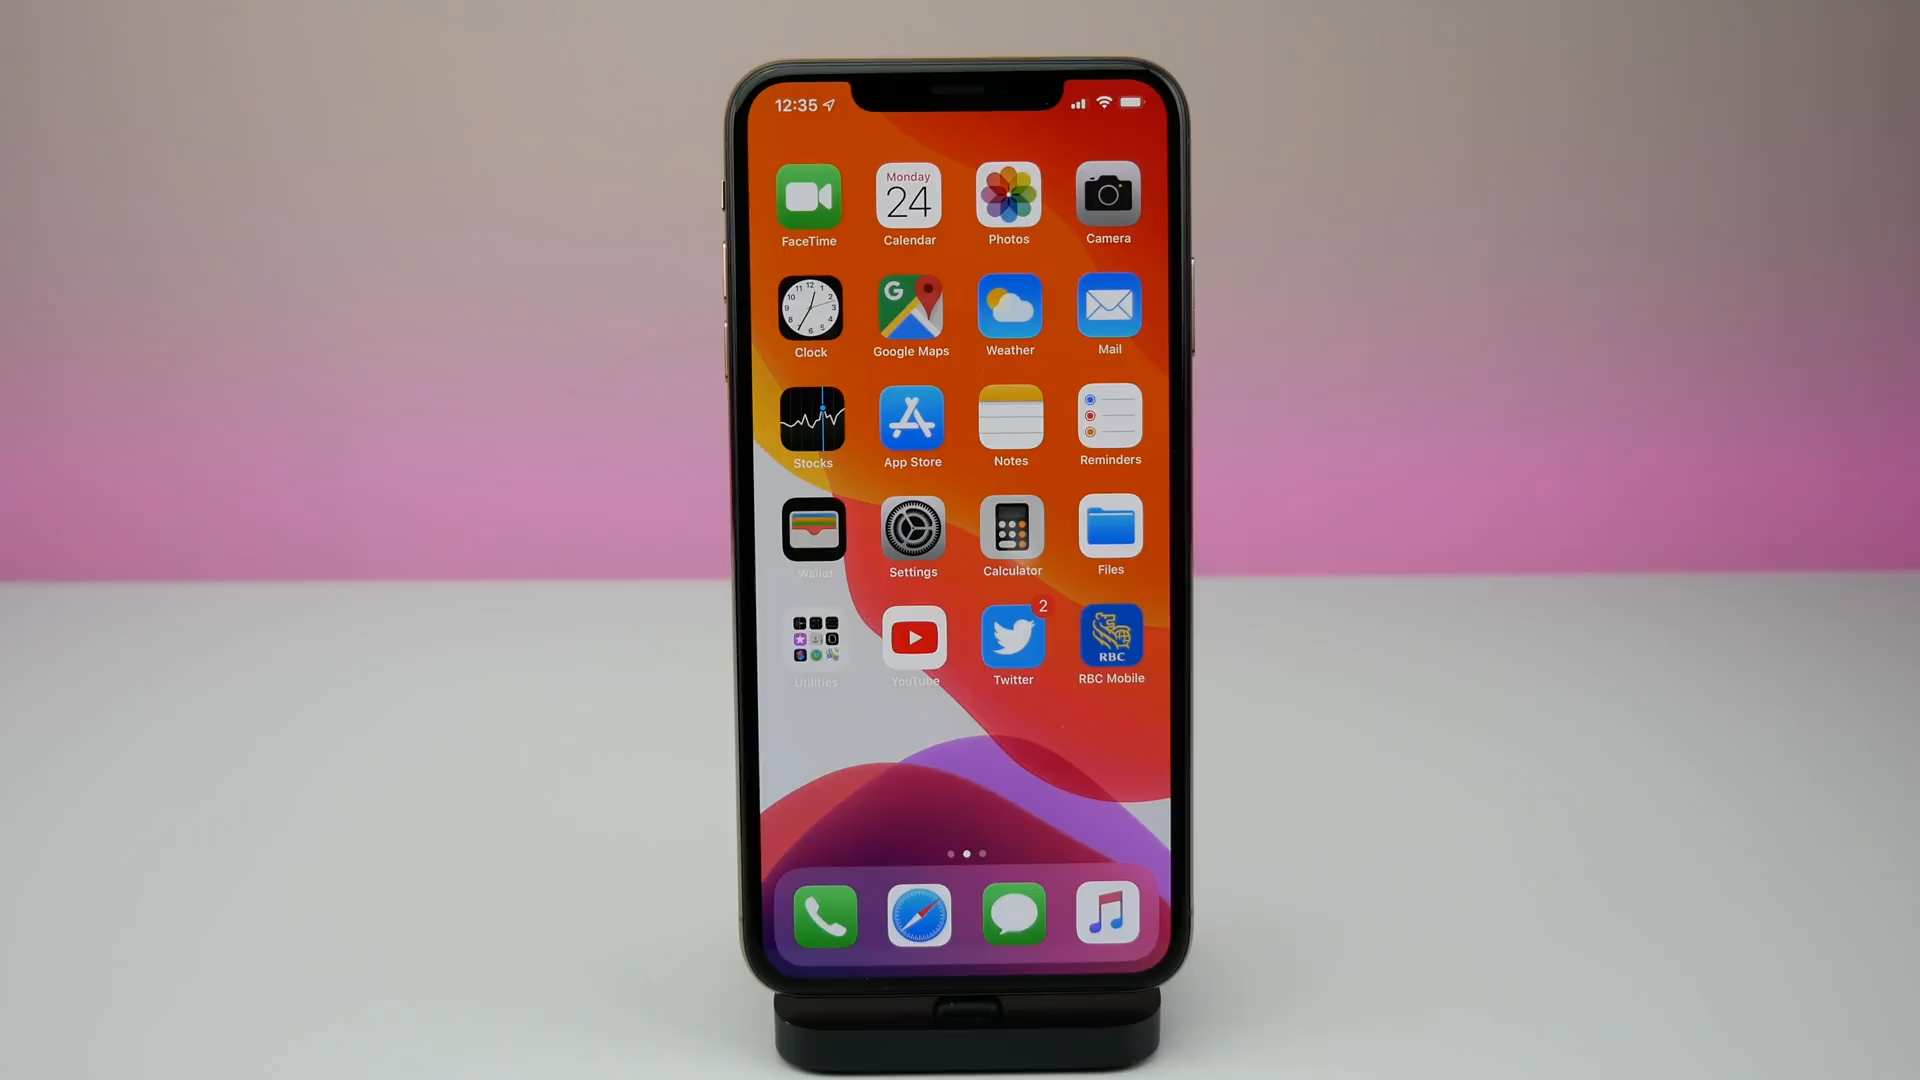 12:35
Monday
24
FaceTime
Calendar
Photos
Camera
G
Clock
Google Maps
Weather
Mail
Stocks
App Store
Notes
Reminders
Wallet
Settings
Calculator
Files
2
RBC
Utilities
YouTube
Twitter
RBC Mobile